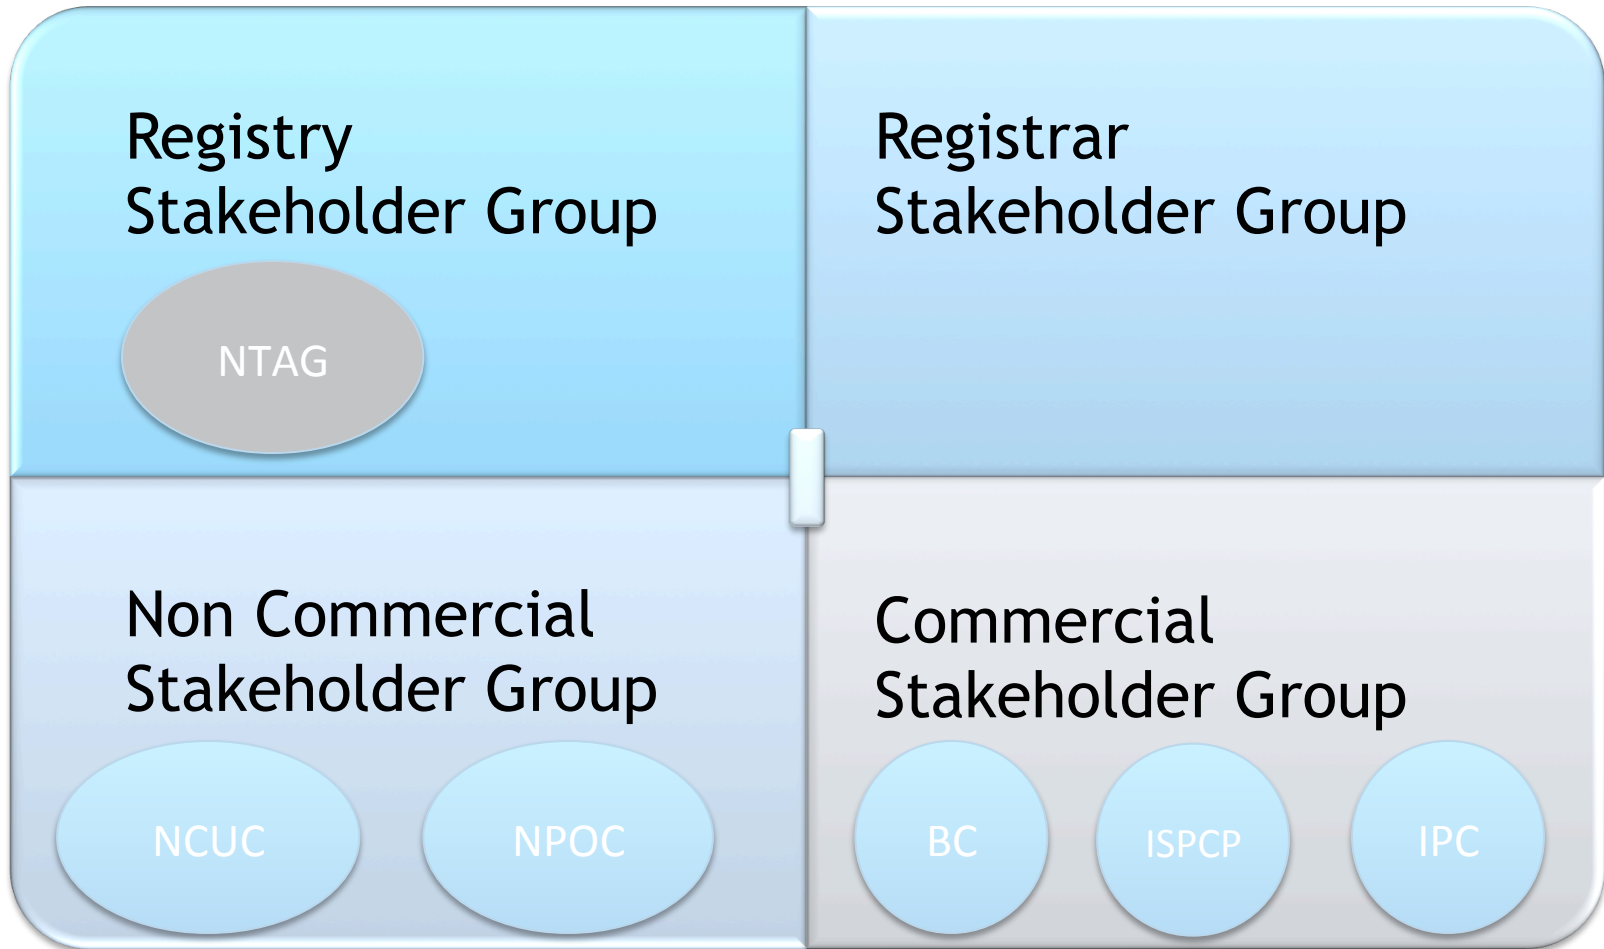 Registry
Stakeholder Group
NTAG
Registrar
Stakeholder Group
Non Commercial
Stakeholder Group
NCUC
NPOC
Commercial
Stakeholder Group
BC
ISPCP
IPC